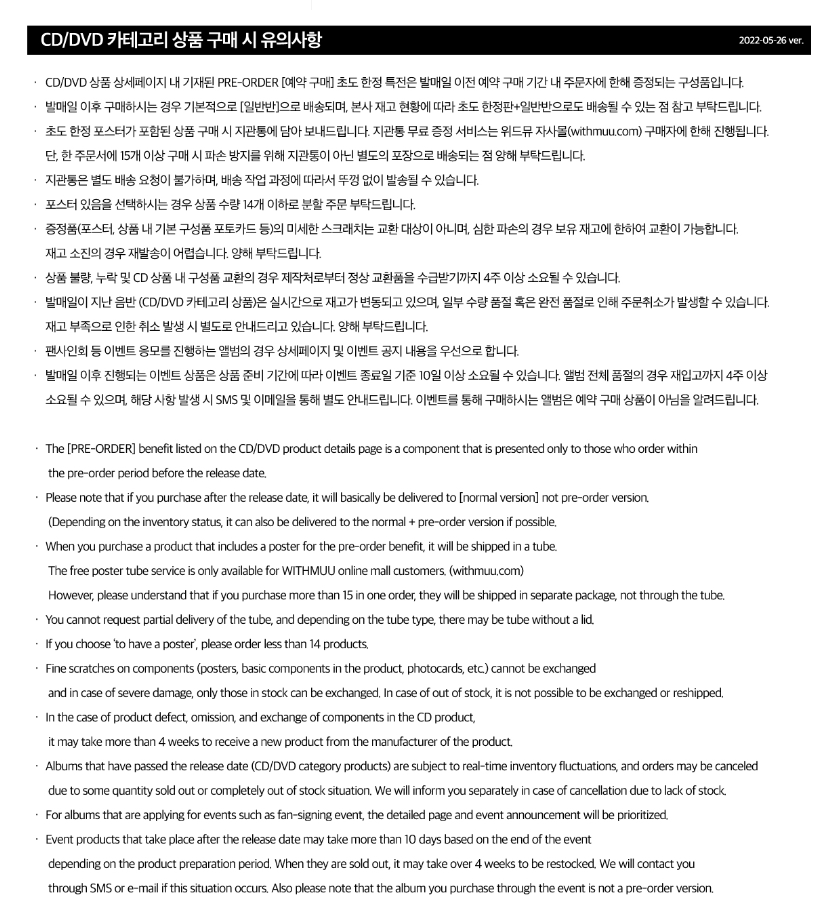 CD/DVD 카테고리 상품 구매 시 유의사항
2022-05-26 ver.
· CD/DVD 상품 상세페이지 내 기재된 PRE-ORDER [예약 구매] 초도 한정 특전은 발매일 이전 예약 구매 기간 내 주문자에 한해 증정되는 구성품입니다.
· 발매일 이후 구매하시는 경우 기본적으로 [일반반]으로 배송되며, 본사 재고 현황에 따라 초도 한정판+일반반으로도 배송될 수 있는 점 참고 부탁드립니다.
· 초도 한정 포스터가 포함된 상품 구매 시 지관통에 담아 보내드립니다. 지관통 무료 증정 서비스는 위드뮤 자사몰(withmuu.com) 구매자에 한해 진행됩니다.
단, 한 주문서에 15개 이상 구매 시 파손 방지를 위해 지관통이 아닌 별도의 포장으로 배송되는 점 양해 부탁드립니다.
· 지관통은 별도 배송 요청이 불가하며, 배송 작업 과정에 따라서 뚜껑 없이 발송될 수 있습니다.
· 포스터 있음을 선택하시는 경우 상품 수량 14개 이하로 분할 주문 부탁드립니다.
· 증정품(포스터, 상품 내 기본 구성품 포토카드 등)의 미세한 스크래치는 교환 대상이 아니며, 심한 파손의 경우 보유 재고에 한하여 교환이 가능합니다.
재고 소진의 경우 재발송이 어렵습니다. 양해 부탁드립니다.
· 상품 불량, 누락 및 CD 상품 내 구성품 교환의 경우 제작처로부터 정상 교환품을 수급받기까지 4주 이상 소요될 수 있습니다.
· 발매일이 지난 음반 (CD/DVD 카테고리 상품)은 실시간으로 재고가 변동되고 있으며, 일부 수량 품절 혹은 완전 품절로 인해 주문취소가 발생할 수 있습니다.
재고 부족으로 인한 취소 발생 시 별도로 안내드리고 있습니다. 양해 부탁드립니다.
· 팬사인회 등 이벤트 응모를 진행하는 앨범의 경우 상세페이지 및 이벤트 공지 내용을 우선으로 합니다.
· 발매일 이후 진행되는 이벤트 상품은 상품 준비 기간에 따라 이벤트 종료일 기준 10일 이상 소요될 수 있습니다. 앨범 전체 품절의 경우 재입고까지 4주 이상
소요될 수 있으며, 해당 사항 발생 시 SMS 및 이메일을 통해 별도 안내드립니다. 이벤트를 통해 구매하시는 앨범은 예약 구매 상품이 아님을 알려드립니다.
· The [PRE-ORDER] benefit listed on the CD/DVD product details page is a component that is presented only to those who order within
the pre-order period before the release date.
· Please note that if you purchase after the release date, it will basically be delivered to [normal version] not pre-order version.
(Depending on the inventory status, it can also be delivered to the normal + pre-order version if possible.
· When you purchase a product that includes a poster for the pre-order benefit, it will be shipped in a tube.
The free poster tube service is only available for WITHMUU online mall customers. (withmuu.com)
However, please understand that if you purchase more than 15 in one order, they will be shipped in separate package, not through the tube.
· You cannot request partial delivery of the tube, and depending on the tube type, there may be tube without a lid.
· If you choose 'to have a poster', please order less than 14 products.
· Fine scratches on components (posters, basic components in the product, photocards, etc.) cannot be exchanged
and in case of severe damage, only those in stock can be exchanged. In case of out of stock, it is not possible to be exchanged or reshipped.
· In the case of product defect, omission, and exchange of components in the CD product,
it may take more than 4 weeks to receive a new product from the manufacturer of the product.
· Albums that have passed the release date (CD/DVD category products) are subject to real-time inventory fluctuations, and orders may be canceled
due to some quantity sold out or completely out of stock situation. We will inform you separately in case of cancellation due to lack of stock.
· For albums that are applying for events such as fan-signing event, the detailed page and event announcement will be prioritized.
· Event products that take place after the release date may take more than 10 days based on the end of the event
depending on the product preparation period. When they are sold out, it may take over 4 weeks to be restocked. We will contact you
through SMS or e-mail if this situation occurs. Also please note that the album you purchase through the event is not a pre-order version.